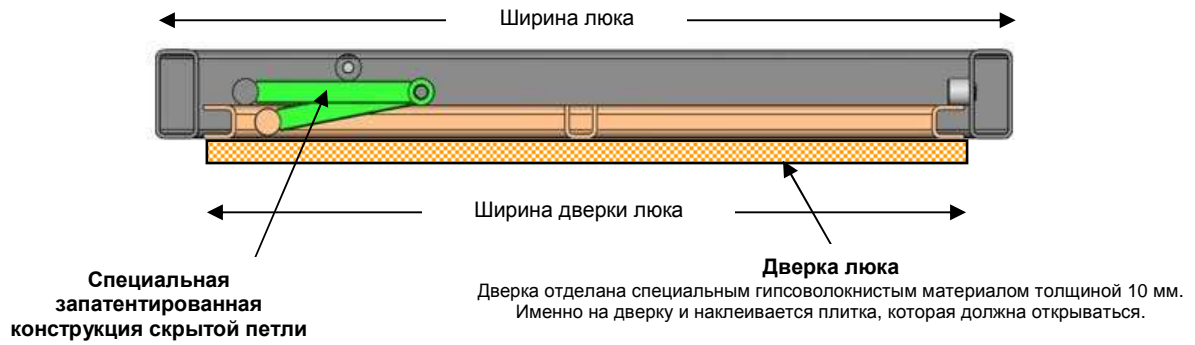 Ширина люка
Ширина дверки люка
Специальная
запатентированная
конструкция скрытой петли
Дверка люка
Дверка отделана специальным гипсоволокнистым материалом толщиной 10 мм.
Именно на дверку и наклеивается плитка, которая должна открываться.